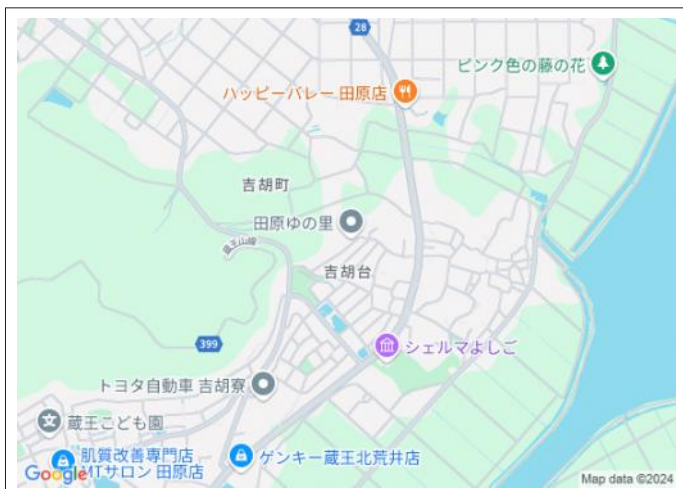 28
ピンク色の藤の花
ハッピーバレー 田原店
吉胡町
田原ゆの里
蔵王山線
吉胡台
399
シェルマよしご
トヨタ自動車 吉胡寮
蔵王こども園
肌質改善専門店
MTサロン 田原店
ゲンキー蔵王北荒井店
Google
Map data ©2024